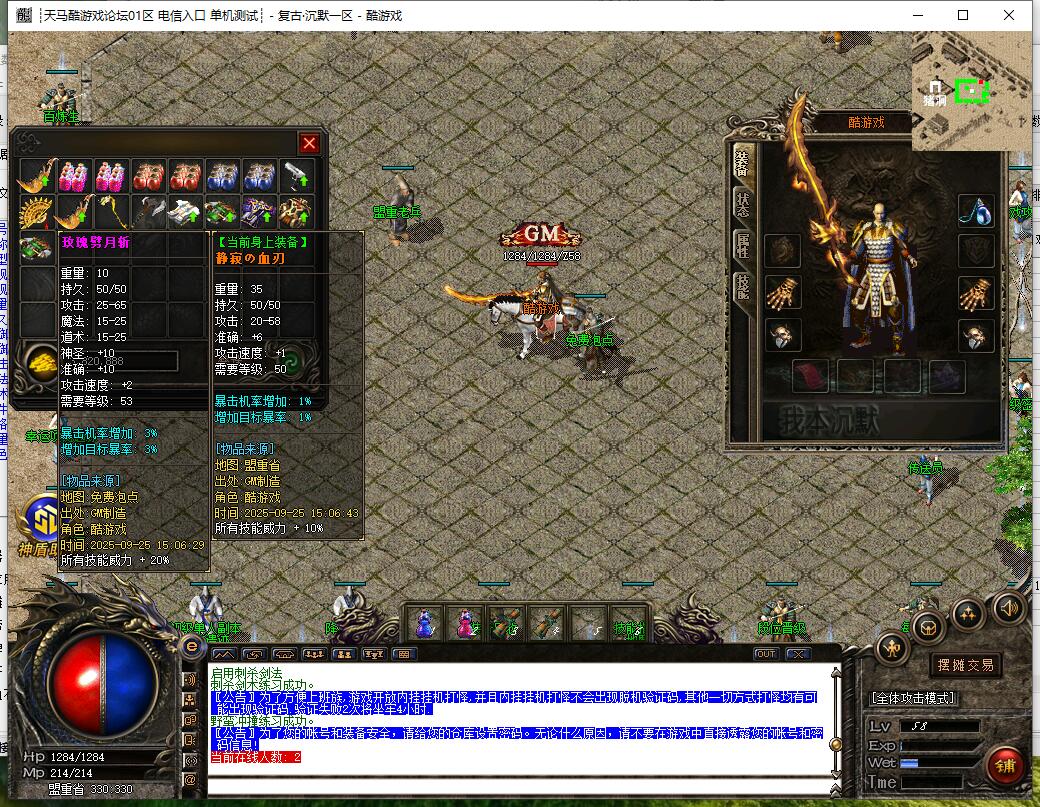 天马酷游戏论坛01区 电信入口 单机测试 - 复古·沉默一区 - 酷游戏
百炼生
猪洞
酷游戏
装备
状态
属性
技能
盟重老兵
GM
1284/1284/Z58
酷游戏
免费泡点
玫瑰劈月斩
重量: 10
持久: 50/50
攻击: 25-65
魔法: 15-25
道术: 15-25
神圣: +10
准确: +10
攻击速度: +2
需要等级: 53
暴击机率增加: 3%
增加目标暴率: 3%
[物品来源]
地图:免费泡点
出处:GM制造
角色:酷游戏
时间:2025-09-25 15:06:29
所有技能威力 + 20%
【当前身上装备】
静寂の血刃
重量: 35
持久: 50/50
攻击: 20-58
准确: +6
攻击速度: +1
需要等级: 50
暴击机率增加: 1%
增加目标暴率: 1%
[物品来源]
地图:盟重省
出处:GM制造
角色:酷游戏
时间:2025-09-25 15:06:43
所有技能威力 + 10%
我本沉默
传送员
段位晋级
OUT
启用刺杀剑法
刺杀剑术练习成功。
【公告】为了方便上班族,游戏开放内挂挂机打怪,并且内挂挂机打怪不会出现脱机验证码,其他一切方式打怪均有可
能出现验证码,验证失败2次将坐牢4小时!
野蛮冲撞练习成功。
【公告】为了您的帐号和装备安全，请给您的仓库设置密码。无论什么原因，请不要在游戏中直接透露您的帐号和密
码信息!
当前在线人数: 2
摆摊交易
[全体攻击模式]
Lv 58
Exp
Wet
Tme
铺
Hp 1284/1284
Mp 214/214
盟重省 330:330